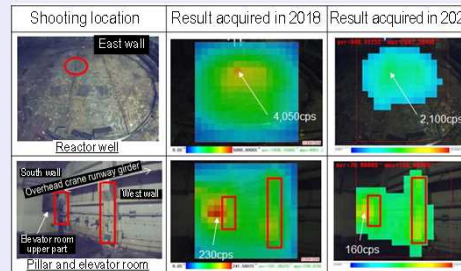 Shooting location
Result acquired in 2018
Result acquired in 202
East wall
4,050cps
2,100cps
Reactor well
South wall
Overhead crane runway girder
West wall
Elevator room
upper part
230cps
160cps
Pillar and elevator room